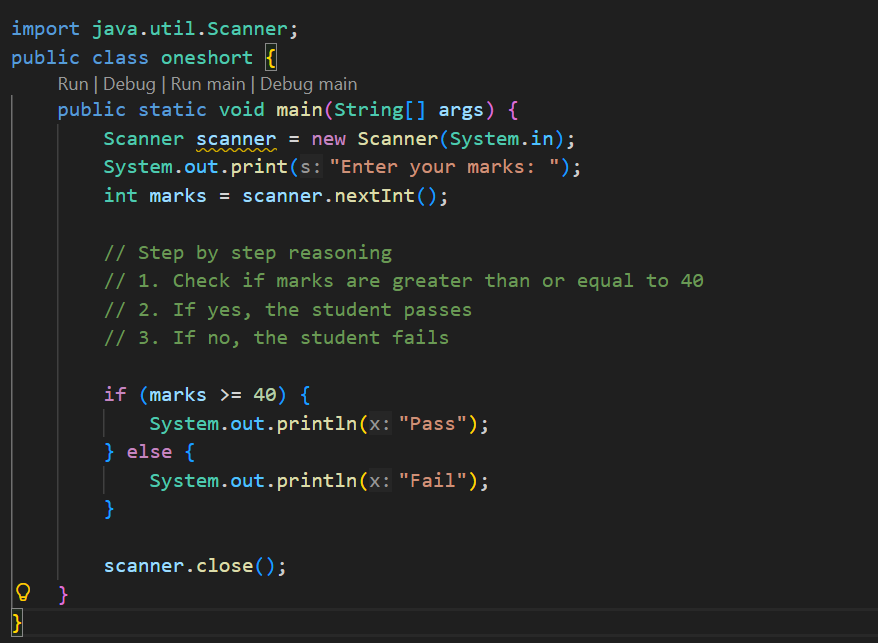 import java.util.Scanner;
public class oneshort {
Run | Debug | Run main | Debug main
public static void main(String[] args) {
Scanner scanner = new Scanner(System.in);
System.out.print(s: "Enter your marks: ");
int marks = scanner.nextInt();
// Step by step reasoning
// 1. Check if marks are greater than or equal to 40
// 2. If yes, the student passes
// 3. If no, the student fails
if (marks >= 40) {
System.out.println(x: "Pass");
} else {
System.out.println(x: "Fail");
}
scanner.close();
}
}